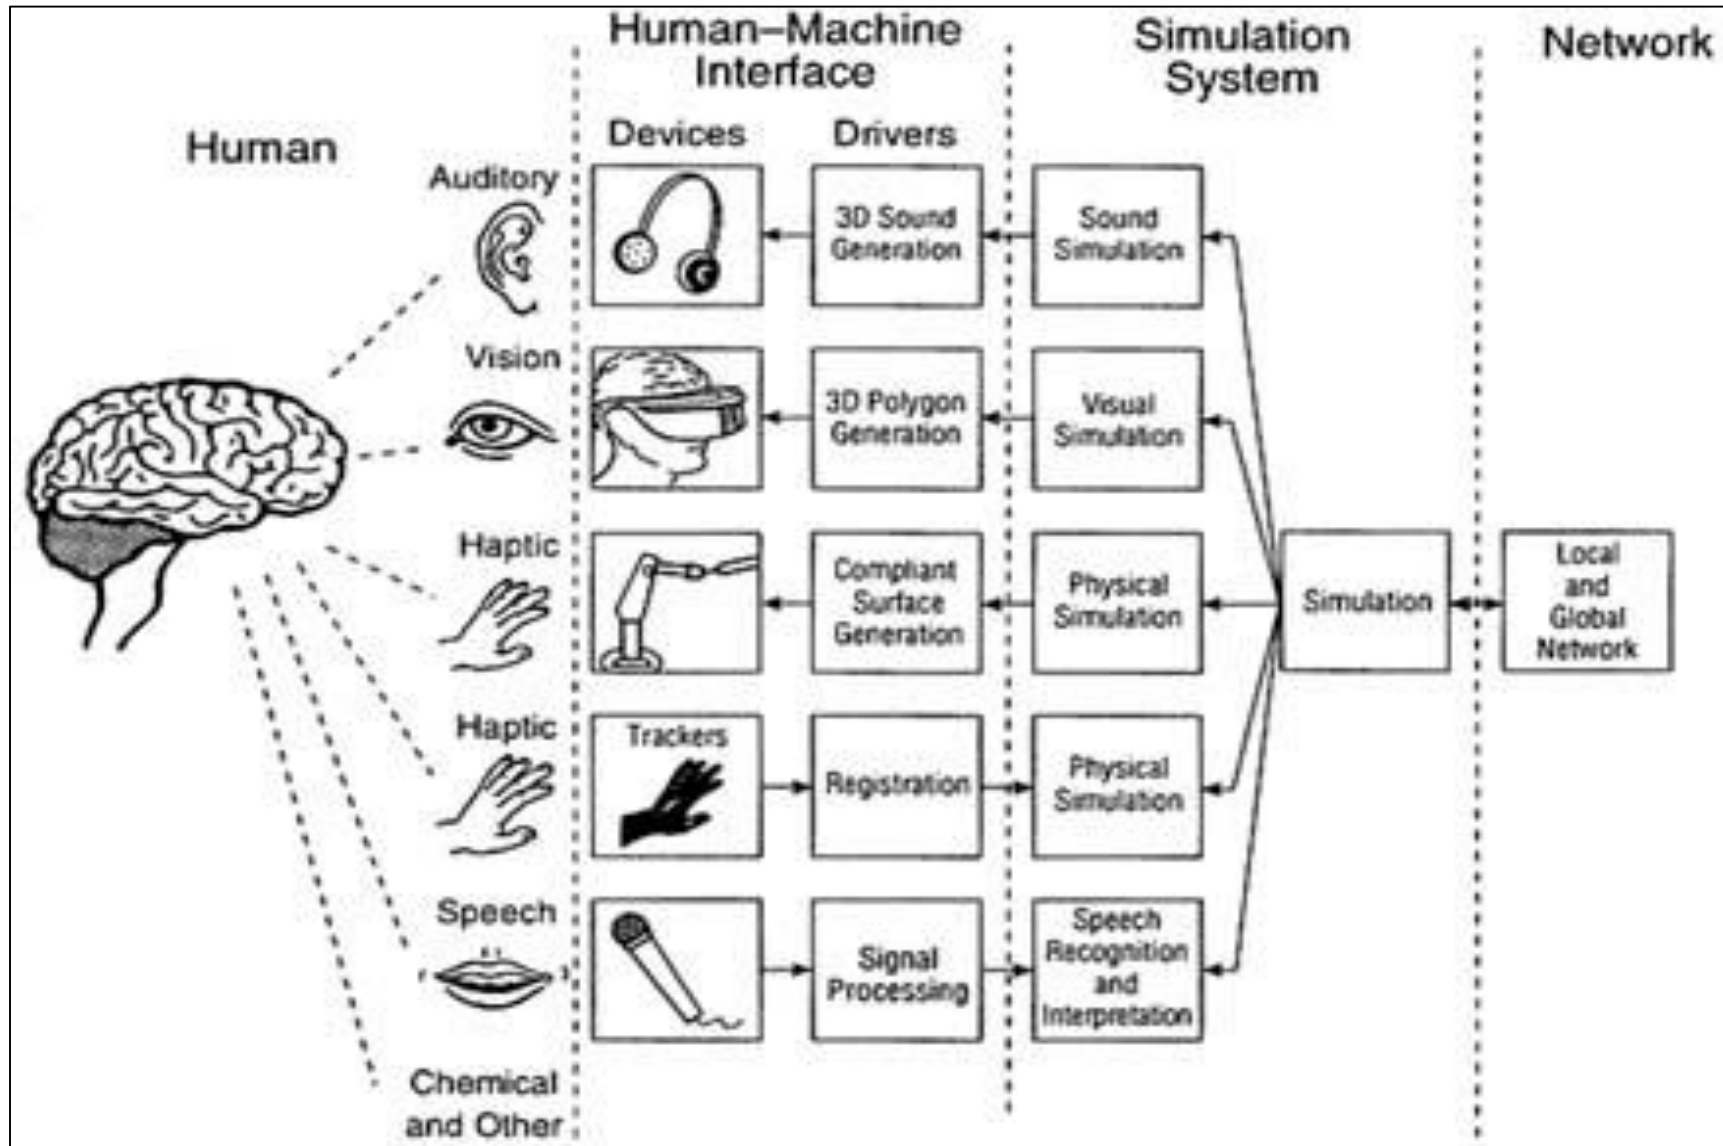 Human–Machine
Interface
Simulation
System
Network
Human
Devices
Drivers
Auditory
3D Sound
Generation
Sound
Simulation
Vision
3D Polygon
Generation
Visual
Simulation
Haptic
Compliant
Surface
Generation
Physical
Simulation
Simulation
Local
and
Global
Network
Haptic
Trackers
Registration
Physical
Simulation
Speech
Signal
Processing
Speech
Recognition
and
Interpretation
Chemical
and Other